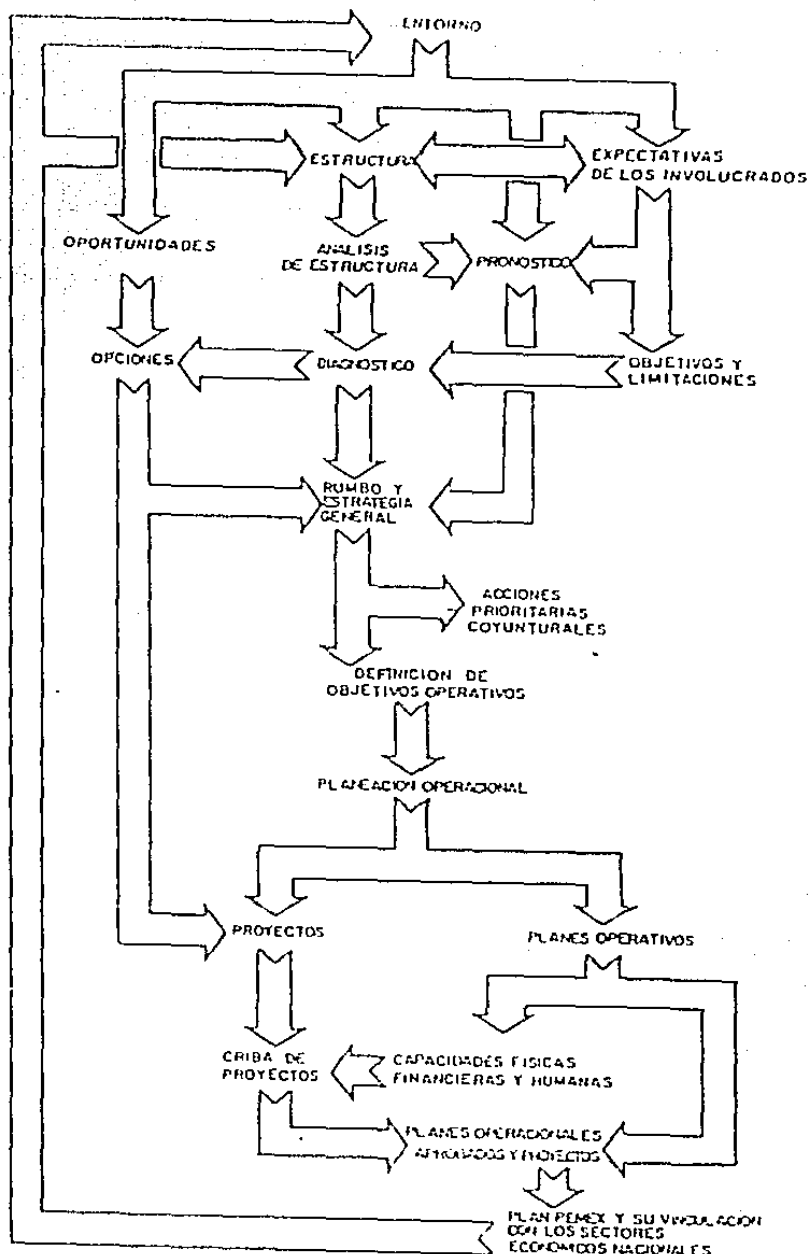 ENTORNO
ESTRUCTURA
EXPECTATIVAS
DE LOS INVOLUCRADOS
OPORTUNIDADES
ANALISIS
DE ESTRUCTURA
PRONOSTICO
OPCIONES
DIAGNOSTICO
OBJETIVOS Y
LIMITACIONES
RUMBO Y
ESTRATEGIA
GENERAL
ACCIONES
PRIORITARIAS
COYUNTURALES
DEFINICION DE
OBJETIVOS OPERATIVOS
PLANEACION OPERACIONAL
PROYECTOS
PLANES OPERATIVOS
CRIBA DE
PROYECTOS
CAPACIDADES FISICAS
FINANCIERAS Y HUMANAS
PLANES OPERACIONALES
APROBADOS Y PROYECTOS
PLAN PEMEX Y SU VINCULACION
CON LOS SECTORES
ECONOMICOS NACIONALES